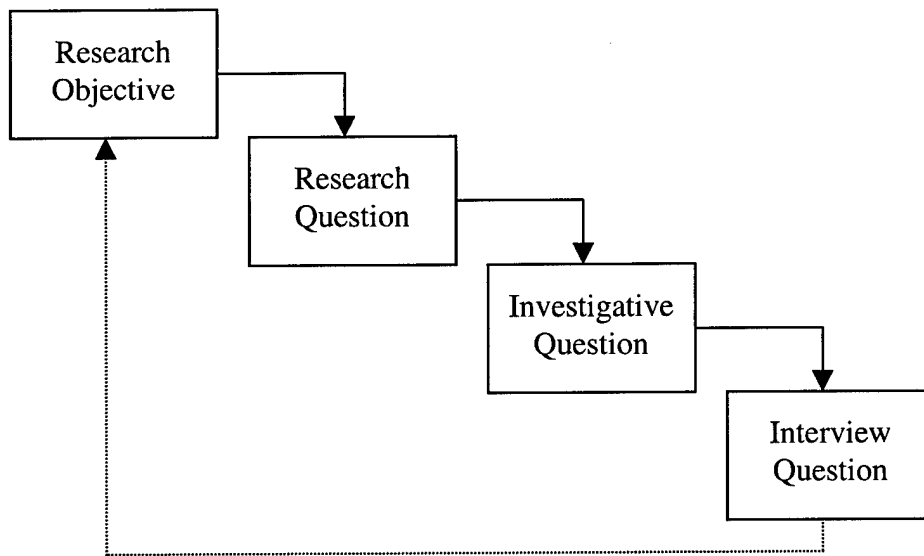 Research
Objective
Research
Question
Investigative
Question
Interview
Question